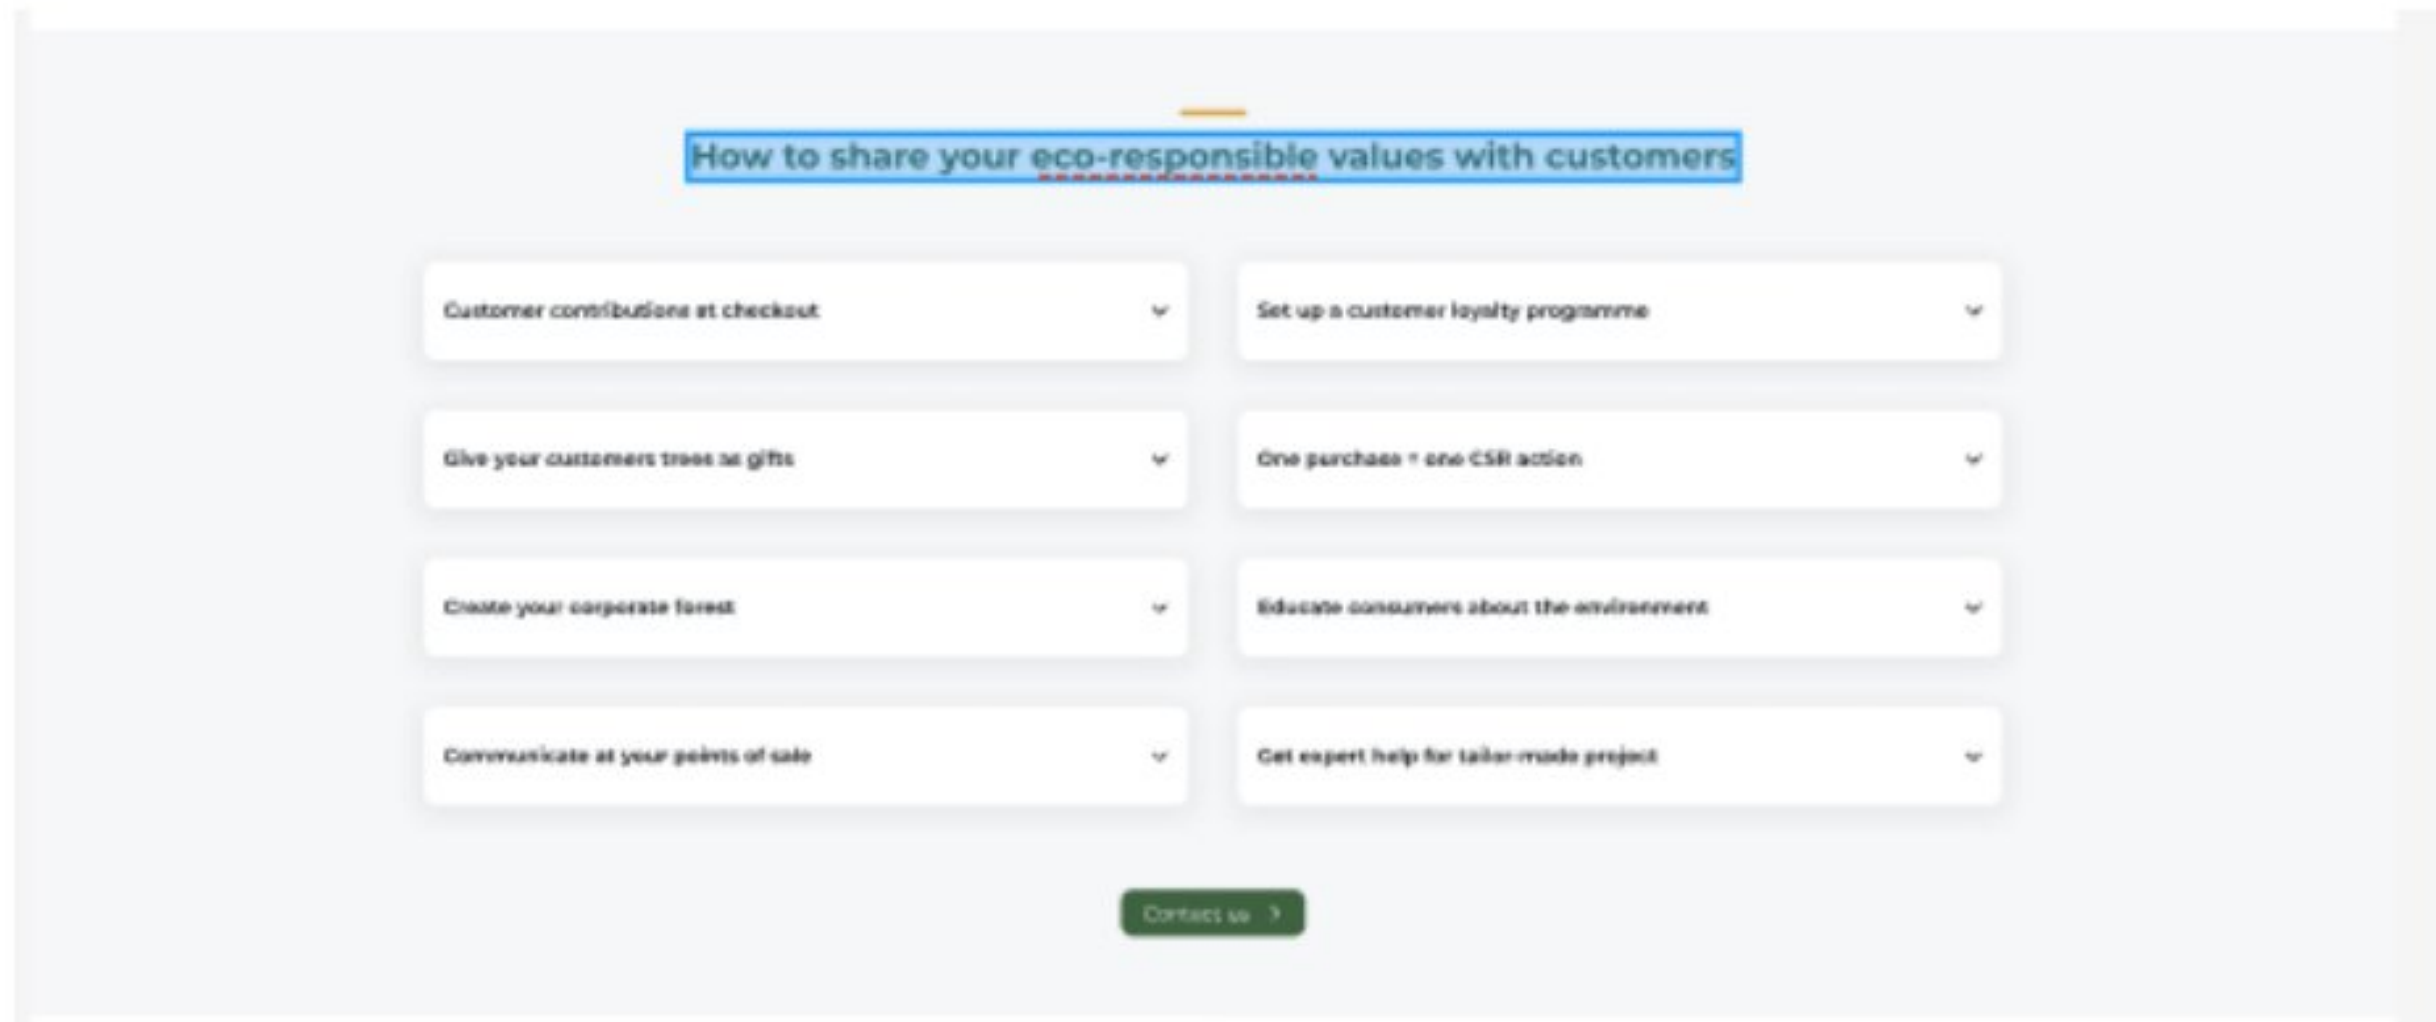 How to share your eco-responsible values with customers
Customer contributions at checkout
Set up a customer loyalty programme
Give your customers trees as gifts
One purchase = one CSR action
Create your corporate forest
Educate consumers about the environment
Communicate at your points of sale
Get expert help for tailor-made project
Contact us